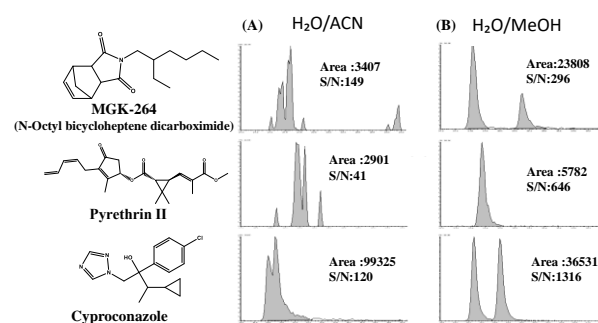 (A) H₂O/ACN
(B) H₂O/MeOH
MGK-264
(N-Octyl bicycloheptene dicarboximide)
Area :3407
S/N:149
Area:23808
S/N:296
Pyrethrin II
Area :2901
S/N:41
Area :5782
S/N:646
Cyproconazole
Area :99325
S/N:120
Area :36531
S/N:1316
O
N
O
O
O
O
O
O
N
N
N
HO
Cl